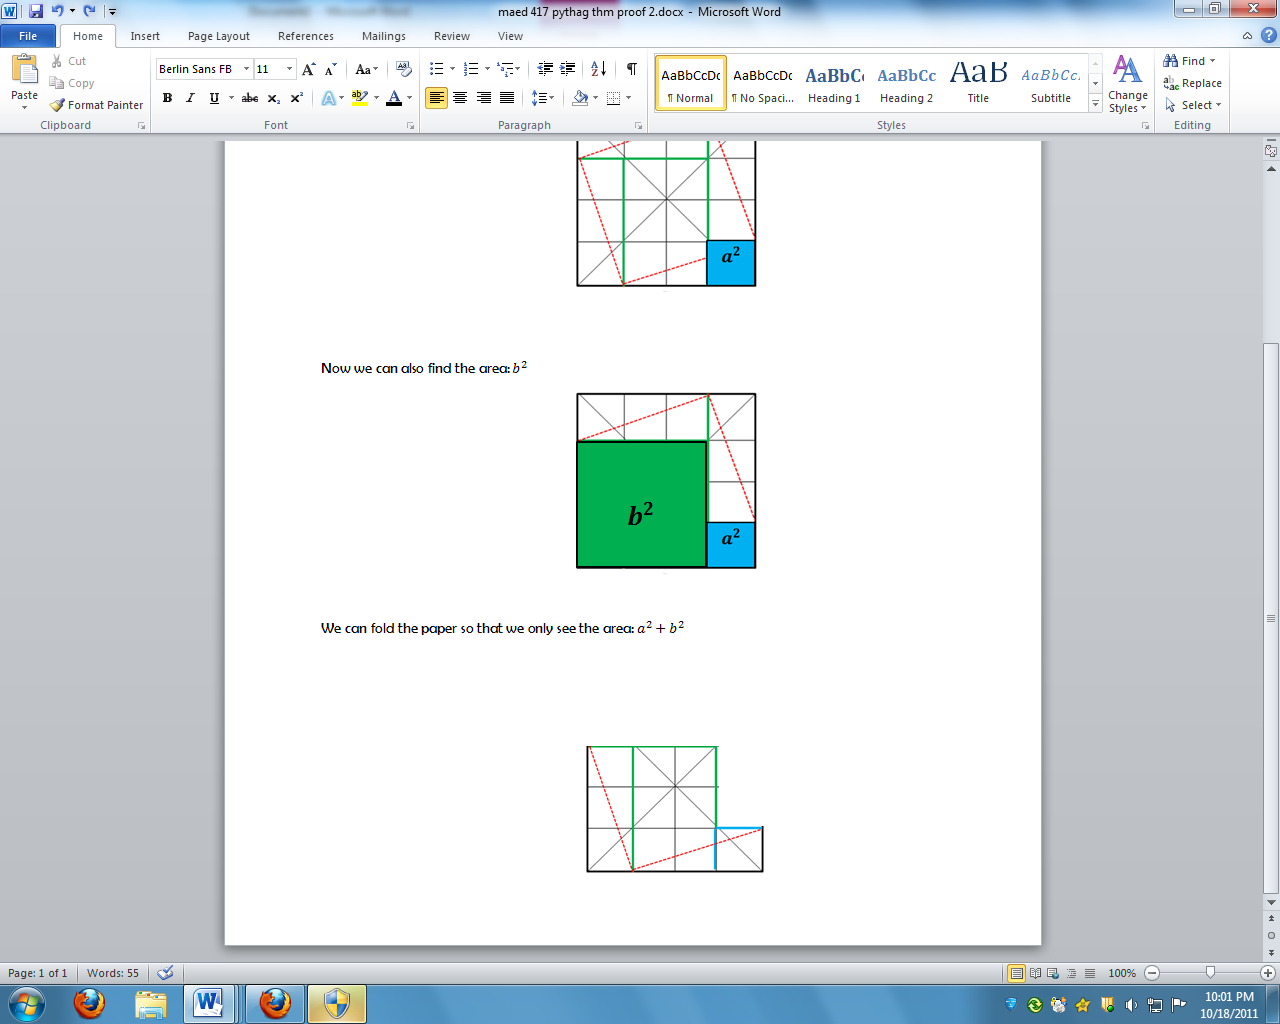 maed 417 pythag thm proof 2.docx - Microsoft Word
File Home Insert Page Layout References Mailings Review View
Paste
Cut
Copy
Format Painter
Clipboard
Berlin Sans FB 11
Font
Paragraph
AaBbCcDc AaBbCcDc AaBbCc AaBbCc AaB AaBbCc.
¶ Normal ¶ No Spaci... Heading 1 Heading 2 Title Subtitle
Change Styles
Styles
Find
Replace
Select
Editing
a²
Now we can also find the area: b²
b²
a²
We can fold the paper so that we only see the area: a² + b²
Page: 1 of 1 Words: 55 100%
10:01 PM
10/18/2011